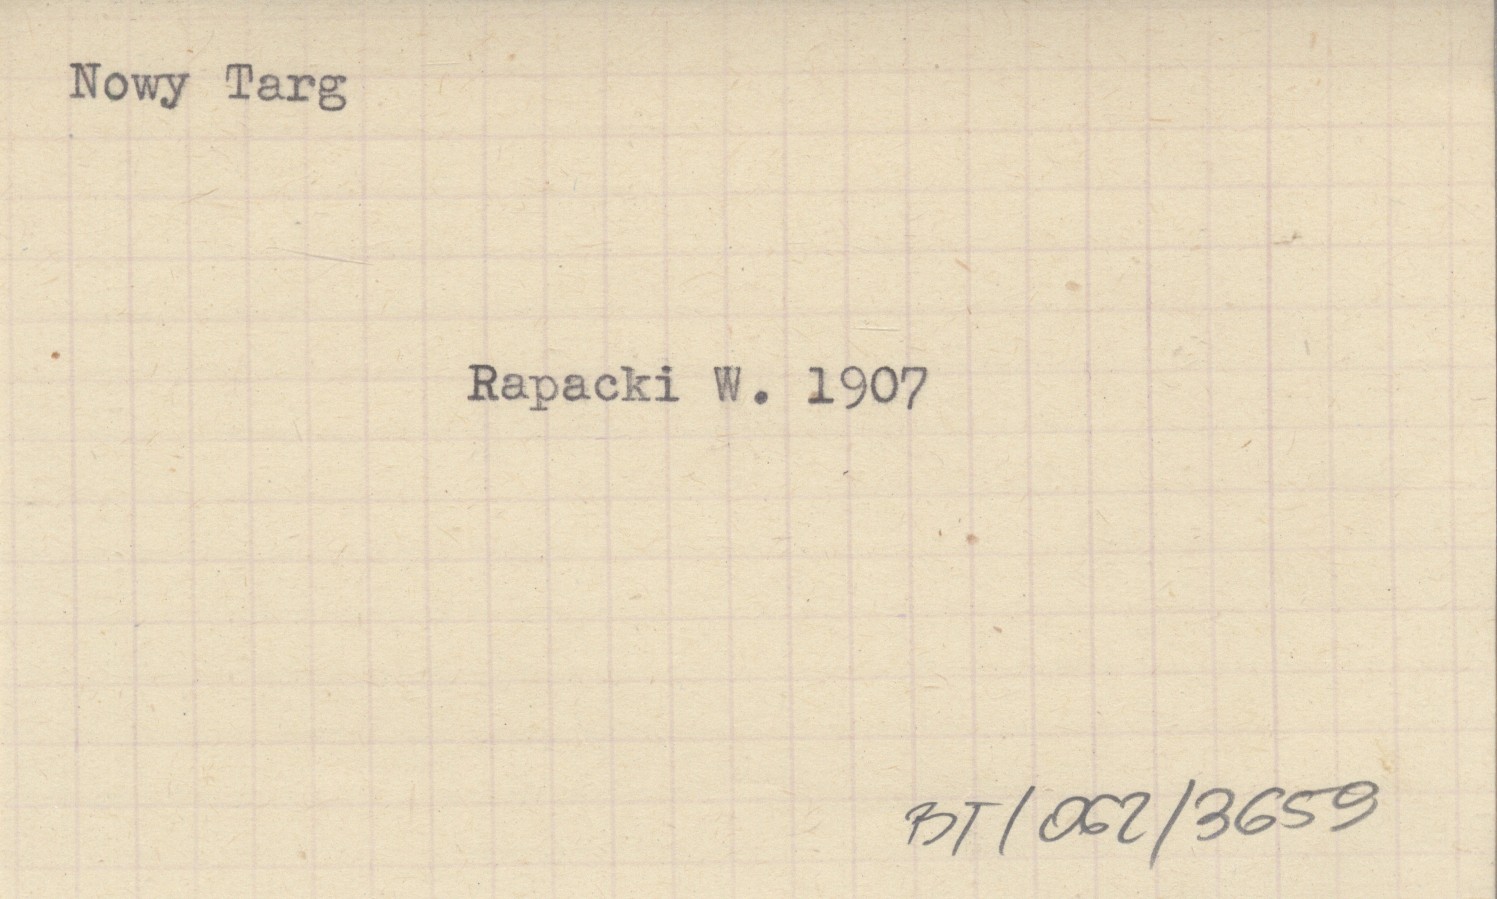 Nowy Targ
Rapacki W. 1907
BT/062/3659